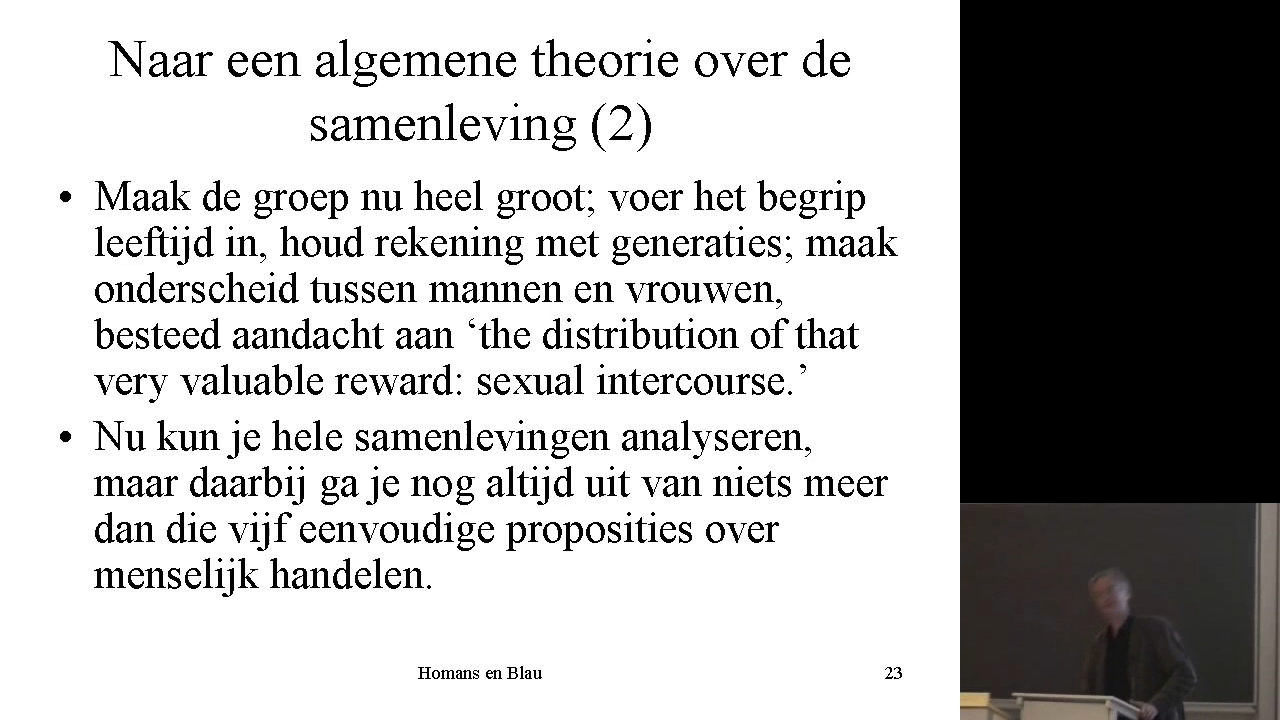 Naar een algemene theorie over de
samenleving (2)
• Maak de groep nu heel groot; voer het begrip
leeftijd in, houd rekening met generaties; maak
onderscheid tussen mannen en vrouwen,
besteed aandacht aan ‘the distribution of that
very valuable reward: sexual intercourse.’
• Nu kun je hele samenlevingen analyseren,
maar daarbij ga je nog altijd uit van niets meer
dan die vijf eenvoudige proposities over
menselijk handelen.
Homans en Blau
23